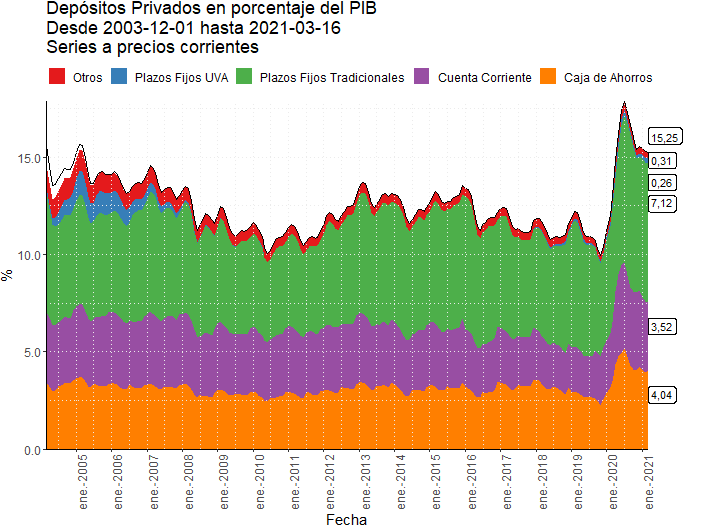 Depósitos Privados en porcentaje del PIB
Desde 2003-12-01 hasta 2021-03-16
Series a precios corrientes
Otros
Plazos Fijos UVA
Plazos Fijos Tradicionales
Cuenta Corriente
Caja de Ahorros
15.0
10.0
5.0
0.0
%
15,25
0,31
0,26
7,12
3,52
4,04
ene.-2005
ene.-2006
ene.-2007
ene.-2008
ene.-2009
ene.-2010
ene.-2011
ene.-2012
ene.-2013
ene.-2014
ene.-2015
ene.-2016
ene.-2017
ene.-2018
ene.-2019
ene.-2020
ene.-2021
Fecha